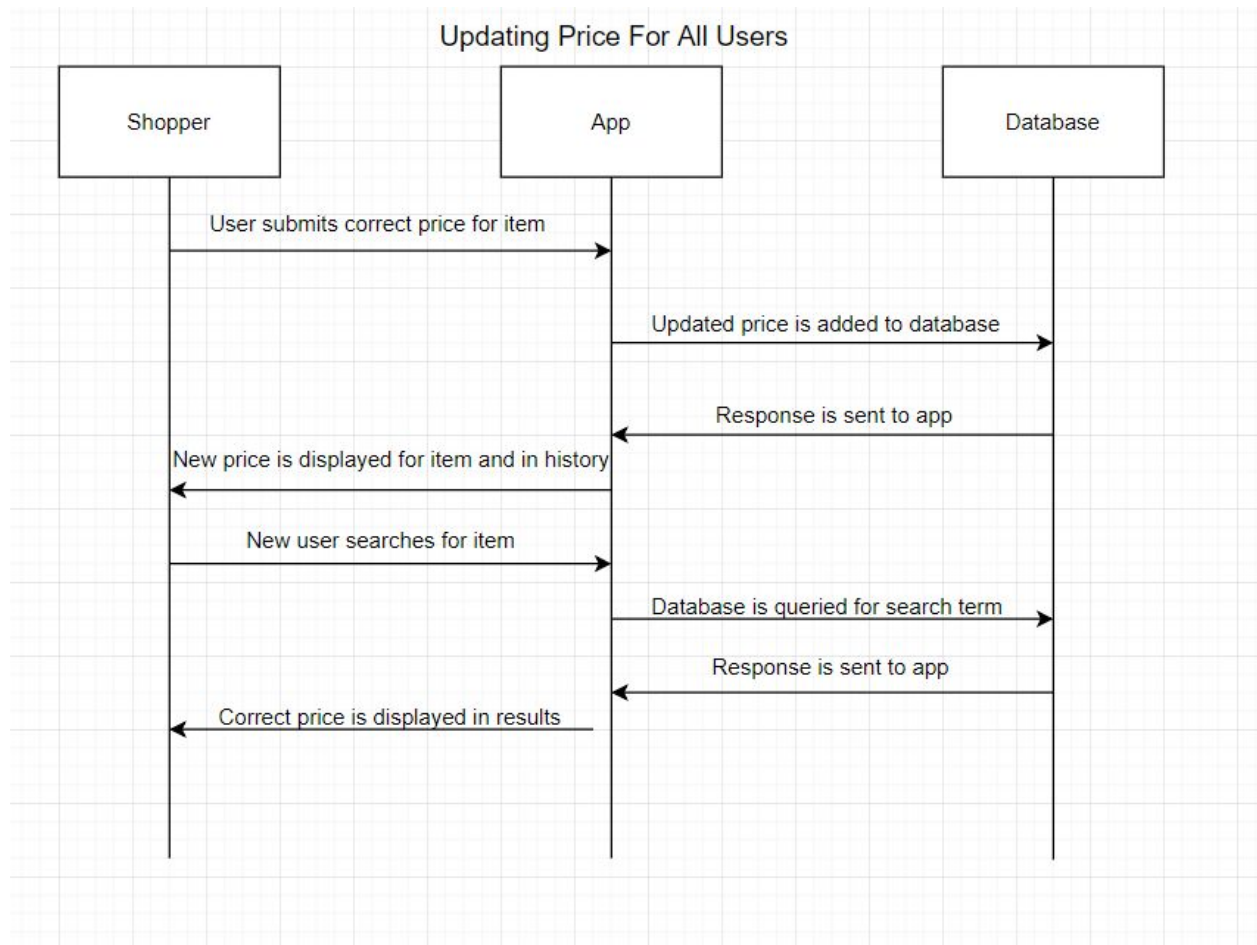 Updating Price For All Users
Shopper
App
Database
User submits correct price for item
Updated price is added to database
Response is sent to app
New price is displayed for item and in history
New user searches for item
Database is queried for search term
Response is sent to app
Correct price is displayed in results